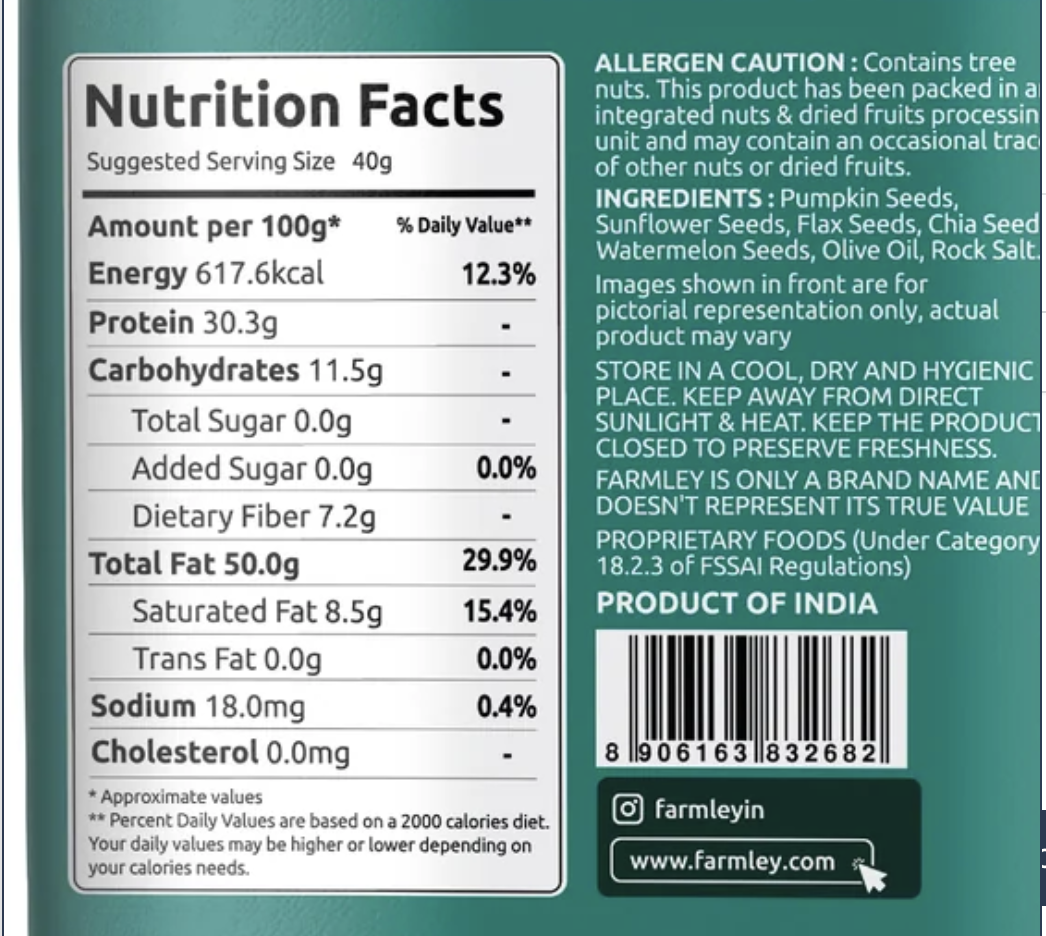 Nutrition Facts
Suggested Serving Size 40g
Amount per 100g* % Daily Value**
Energy 617.6kcal 12.3%
Protein 30.3g -
Carbohydrates 11.5g -
Total Sugar 0.0g -
Added Sugar 0.0g 0.0%
Dietary Fiber 7.2g -
Total Fat 50.0g 29.9%
Saturated Fat 8.5g 15.4%
Trans Fat 0.0g 0.0%
Sodium 18.0mg 0.4%
Cholesterol 0.0mg -
* Approximate values
** Percent Daily Values are based on a 2000 calories diet.
Your daily values may be higher or lower depending on
your calories needs.
ALLERGEN CAUTION : Contains tree
nuts. This product has been packed in a
integrated nuts & dried fruits processin
unit and may contain an occasional trac
of other nuts or dried fruits.
INGREDIENTS : Pumpkin Seeds,
Sunflower Seeds, Flax Seeds, Chia Seed
Watermelon Seeds, Olive Oil, Rock Salt.
Images shown in front are for
pictorial representation only, actual
product may vary
STORE IN A COOL, DRY AND HYGIENIC
PLACE. KEEP AWAY FROM DIRECT
SUNLIGHT & HEAT. KEEP THE PRODUCT
CLOSED TO PRESERVE FRESHNESS.
FARMLEY IS ONLY A BRAND NAME AND
DOESN'T REPRESENT ITS TRUE VALUE
PROPRIETARY FOODS (Under Category
18.2.3 of FSSAI Regulations)
PRODUCT OF INDIA
8 906163 832682
farmleyin
www.farmley.com